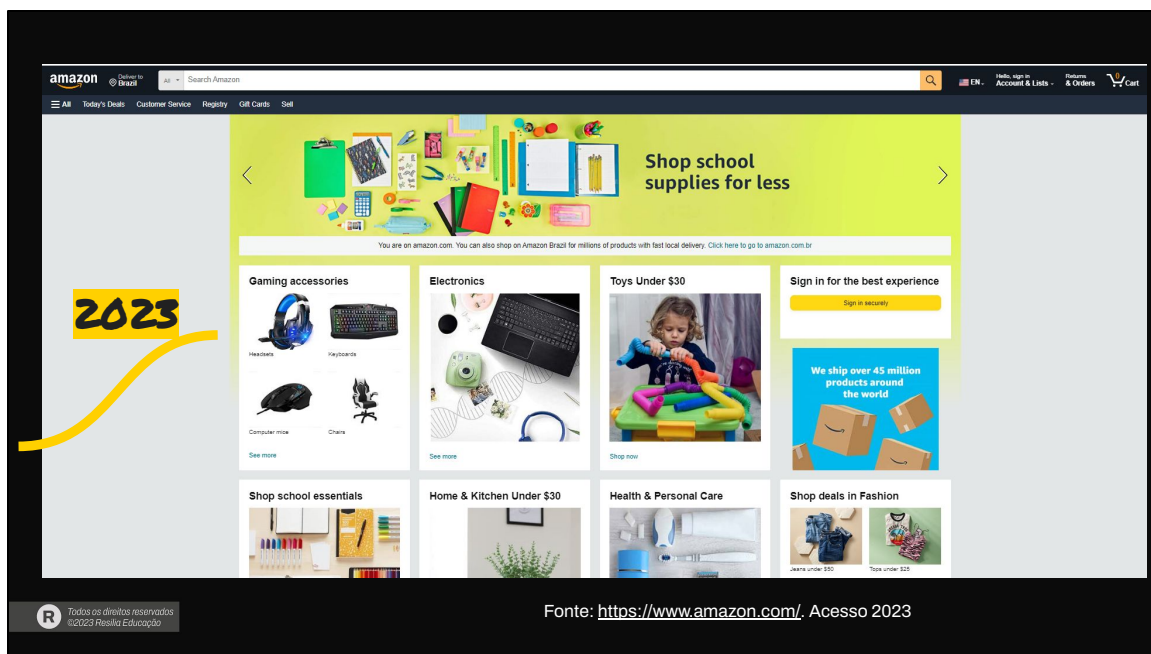 amazon
Deliver to
Brazil
All
Search Amazon
EN
Hello, sign in
Account & Lists
Returns
& Orders
0
Cart
All
Today's Deals
Customer Service
Registry
Gift Cards
Sell
Shop school
supplies for less
You are on amazon.com. You can also shop on Amazon Brazil for millions of products with fast local delivery. Click here to go to amazon.com.br
2023
Gaming accessories
Headsets
Keyboards
Computer mice
Chairs
See more
Electronics
See more
Toys Under $30
Shop now
Sign in for the best experience
Sign in securely
We ship over 45 million
products around
the world
Shop school essentials
Home & Kitchen Under $30
Health & Personal Care
Shop deals in Fashion
Jeans under $50
Tops under $25
R
Todos os direitos reservados
©2023 Resilia Educação
Fonte: https://www.amazon.com/. Acesso 2023